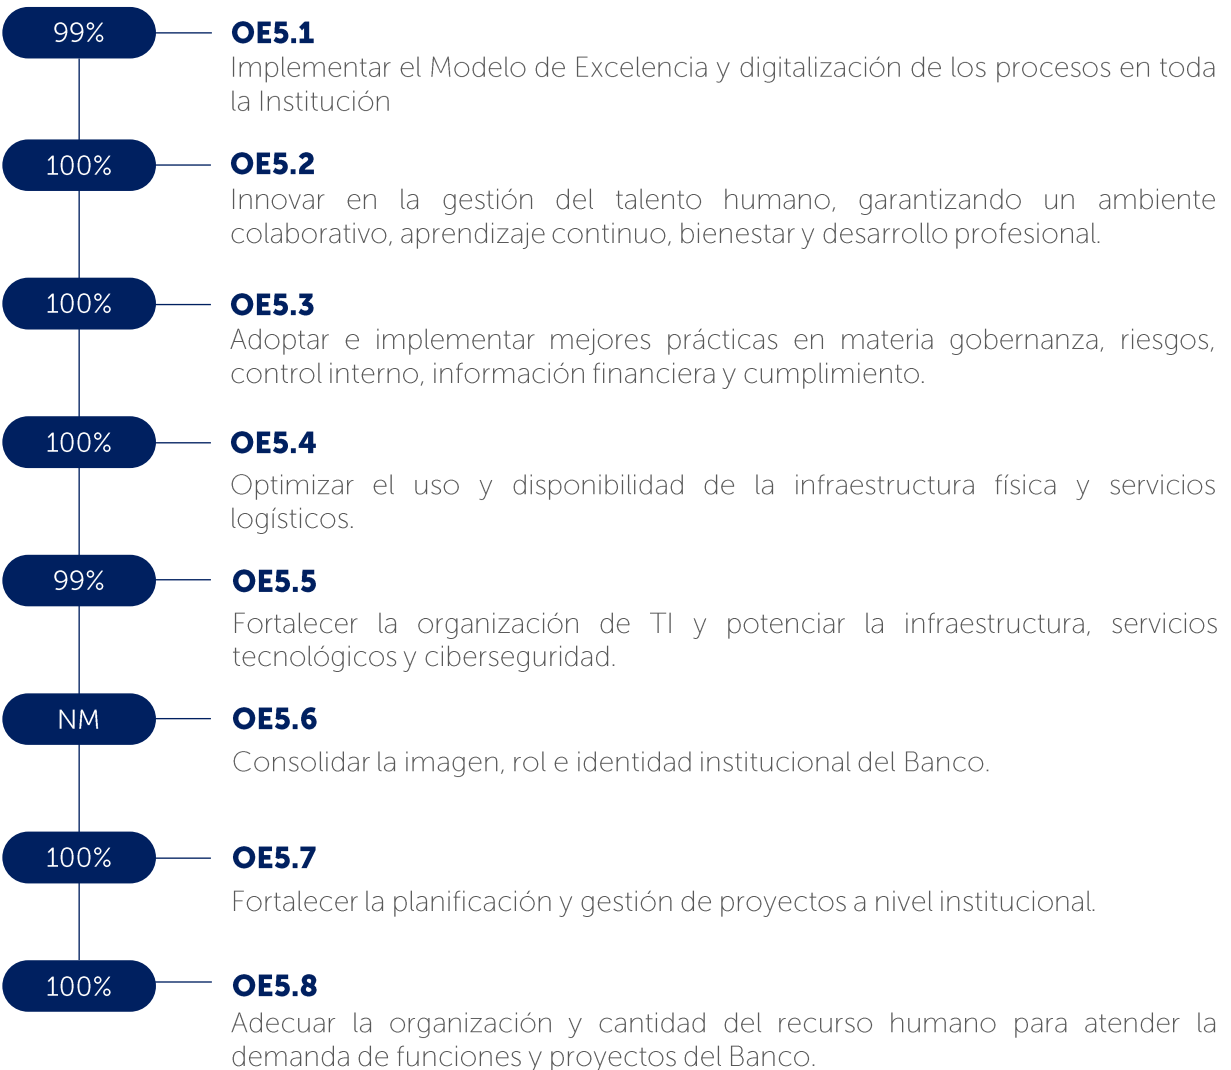 99%
OE5.1
Implementar el Modelo de Excelencia y digitalización de los procesos en toda
la Institución
100%
OE5.2
Innovar en la gestión del talento humano, garantizando un ambiente
colaborativo, aprendizaje continuo, bienestar y desarrollo profesional.
100%
OE5.3
Adoptar e implementar mejores prácticas en materia gobernanza, riesgos,
control interno, información financiera y cumplimiento.
100%
OE5.4
Optimizar el uso y disponibilidad de la infraestructura física y servicios
logísticos.
99%
OE5.5
Fortalecer la organización de TI y potenciar la infraestructura, servicios
tecnológicos y ciberseguridad.
NM
OE5.6
Consolidar la imagen, rol e identidad institucional del Banco.
100%
OE5.7
Fortalecer la planificación y gestión de proyectos a nivel institucional.
100%
OE5.8
Adecuar la organización y cantidad del recurso humano para atender la
demanda de funciones y proyectos del Banco.